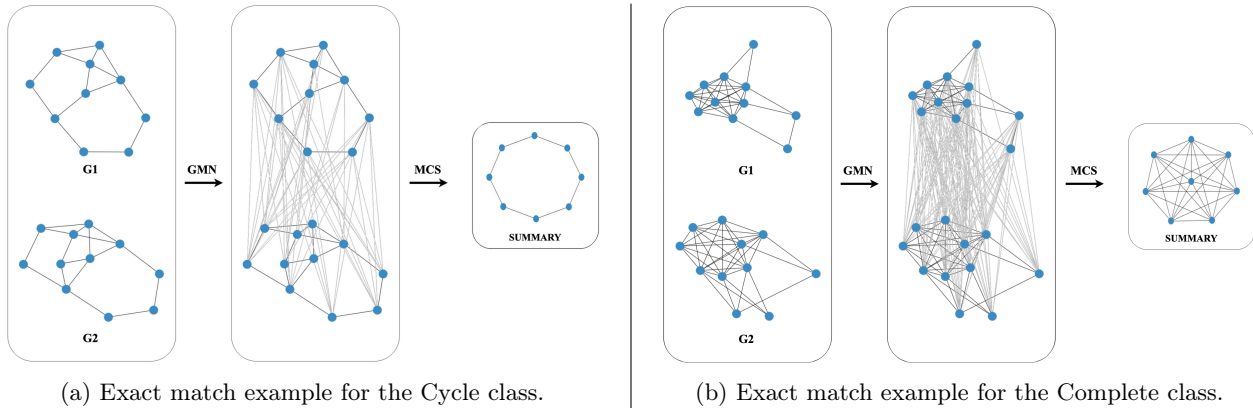 G1
GMN
MCS
SUMMARY
G2
(a) Exact match example for the Cycle class.
G1
GMN
MCS
SUMMARY
G2
(b) Exact match example for the Complete class.